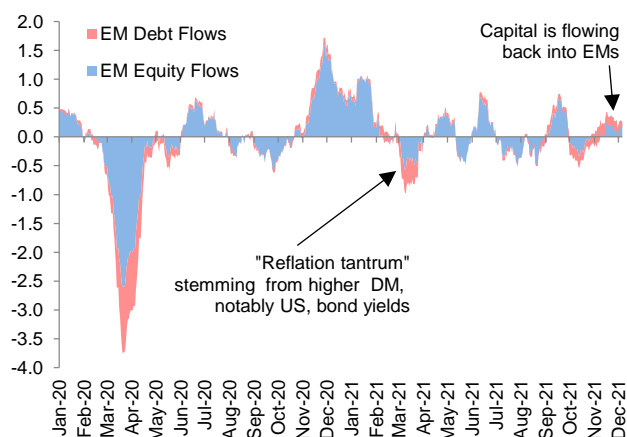 2.0
1.5
1.0
0.5
0.0
-0.5
-1.0
-1.5
-2.0
-2.5
-3.0
-3.5
-4.0
EM Debt Flows
EM Equity Flows
Capital is flowing
back into EMs
"Reflation tantrum"
stemming from higher DM,
notably US, bond yields
Jan-20
Feb-20
Mar-20
Apr-20
May-20
Jun-20
Jul-20
Aug-20
Sep-20
Oct-20
Nov-20
Dec-20
Jan-21
Feb-21
Mar-21
Apr-21
May-21
Jun-21
Jul-21
Aug-21
Sep-21
Oct-21
Nov-21
Dec-21